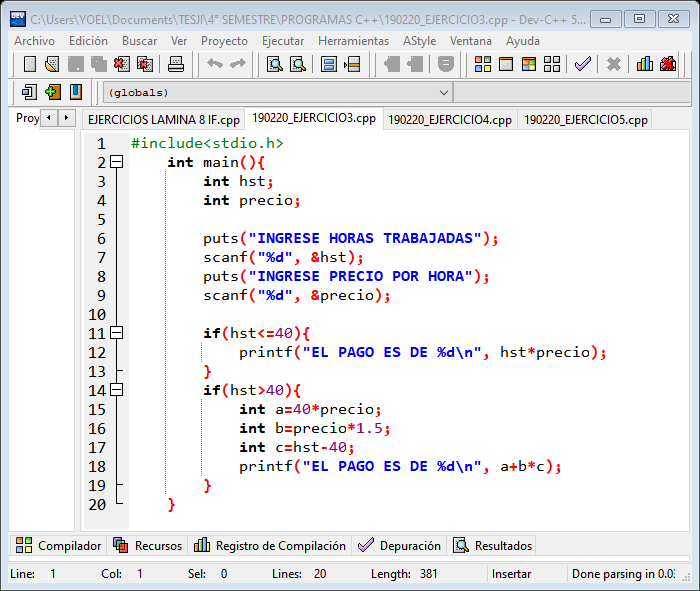 C:\Users\YOEL\Documents\TESJI\4° SEMESTRE\PROGRAMAS C++\190220_EJERCICIO3.cpp - Dev-C++ 5...
Archivo Edición Buscar Ver Proyecto Ejecutar Herramientas AStyle Ventana Ayuda
(globals)
Proy EJERCICIOS LAMINA 8 IF.cpp 190220_EJERCICIO3.cpp 190220_EJERCICIO4.cpp 190220_EJERCICIO5.cpp
1 #include<stdio.h>
2 int main(){
3 int hst;
4 int precio;
5
6 puts("INGRESE HORAS TRABAJADAS");
7 scanf("%d", &hst);
8 puts("INGRESE PRECIO POR HORA");
9 scanf("%d", &precio);
10
11 if(hst<=40){
12 printf("EL PAGO ES DE %d\n", hst*precio);
13 }
14 if(hst>40){
15 int a=40*precio;
16 int b=precio*1.5;
17 int c=hst-40;
18 printf("EL PAGO ES DE %d\n", a+b*c);
19 }
20 }
Compilador Recursos Registro de Compilación Depuración Resultados
Line: 1 Col: 1 Sel: 0 Lines: 20 Length: 381 Insertar Done parsing in 0.0